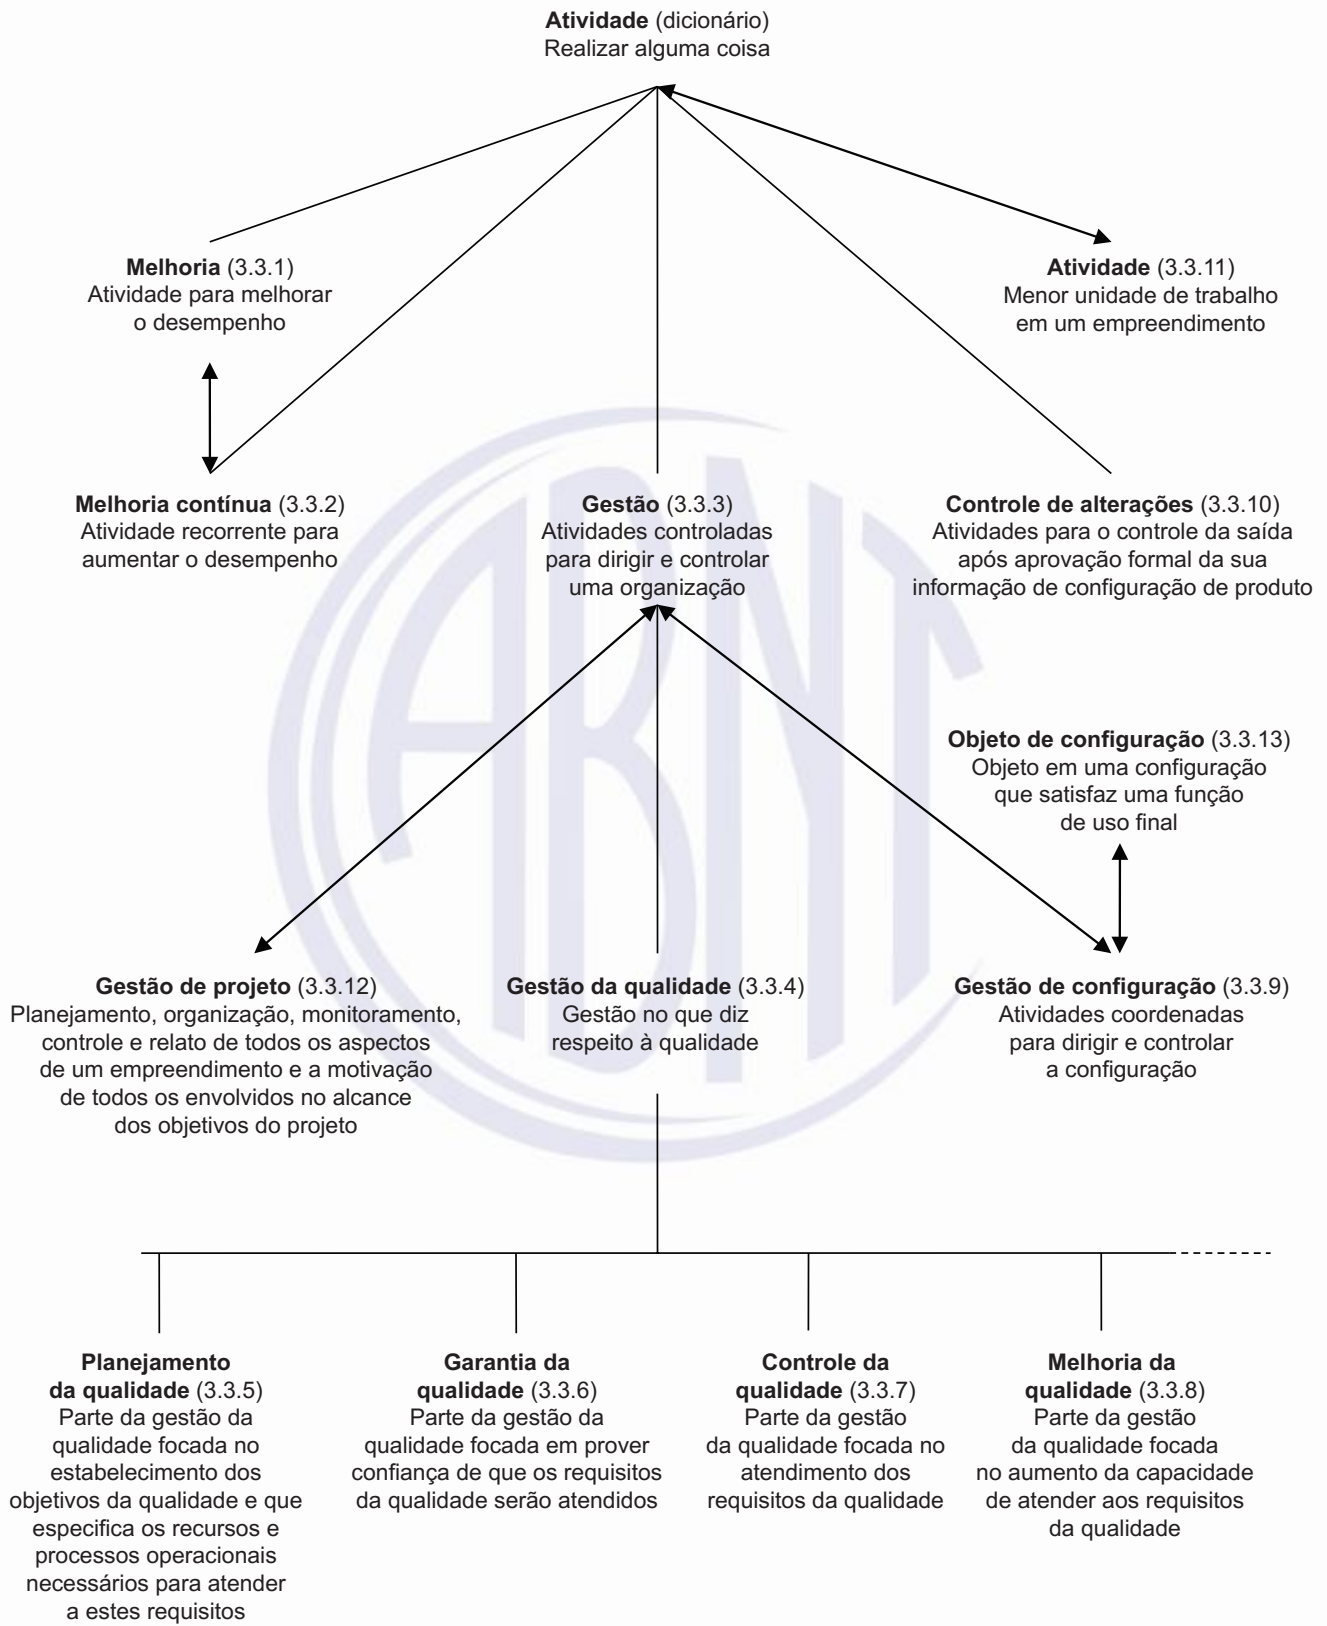 Atividade (dicionário)
Realizar alguma coisa
Melhoria (3.3.1)
Atividade para melhorar
o desempenho
Atividade (3.3.11)
Menor unidade de trabalho
em um empreendimento
Melhoria contínua (3.3.2)
Atividade recorrente para
aumentar o desempenho
Gestão (3.3.3)
Atividades controladas
para dirigir e controlar
uma organização
Controle de alterações (3.3.10)
Atividades para o controle da saída
após aprovação formal da sua
informação de configuração de produto
ABNT
Objeto de configuração (3.3.13)
Objeto em uma configuração
que satisfaz uma função
de uso final
Gestão de projeto (3.3.12)
Planejamento, organização, monitoramento,
controle e relato de todos os aspectos
de um empreendimento e a motivação
de todos os envolvidos no alcance
dos objetivos do projeto
Gestão da qualidade (3.3.4)
Gestão no que diz
respeito à qualidade
Gestão de configuração (3.3.9)
Atividades coordenadas
para dirigir e controlar
a configuração
Planejamento
da qualidade (3.3.5)
Parte da gestão da
qualidade focada no
estabelecimento dos
objetivos da qualidade e que
especifica os recursos e
processos operacionais
necessários para atender
a estes requisitos
Garantia da
qualidade (3.3.6)
Parte da gestão da
qualidade focada em prover
confiança de que os requisitos
da qualidade serão atendidos
Controle da
qualidade (3.3.7)
Parte da gestão
da qualidade focada no
atendimento dos
requisitos da qualidade
Melhoria da
qualidade (3.3.8)
Parte da gestão
da qualidade focada
no aumento da capacidade
de atender aos requisitos
da qualidade